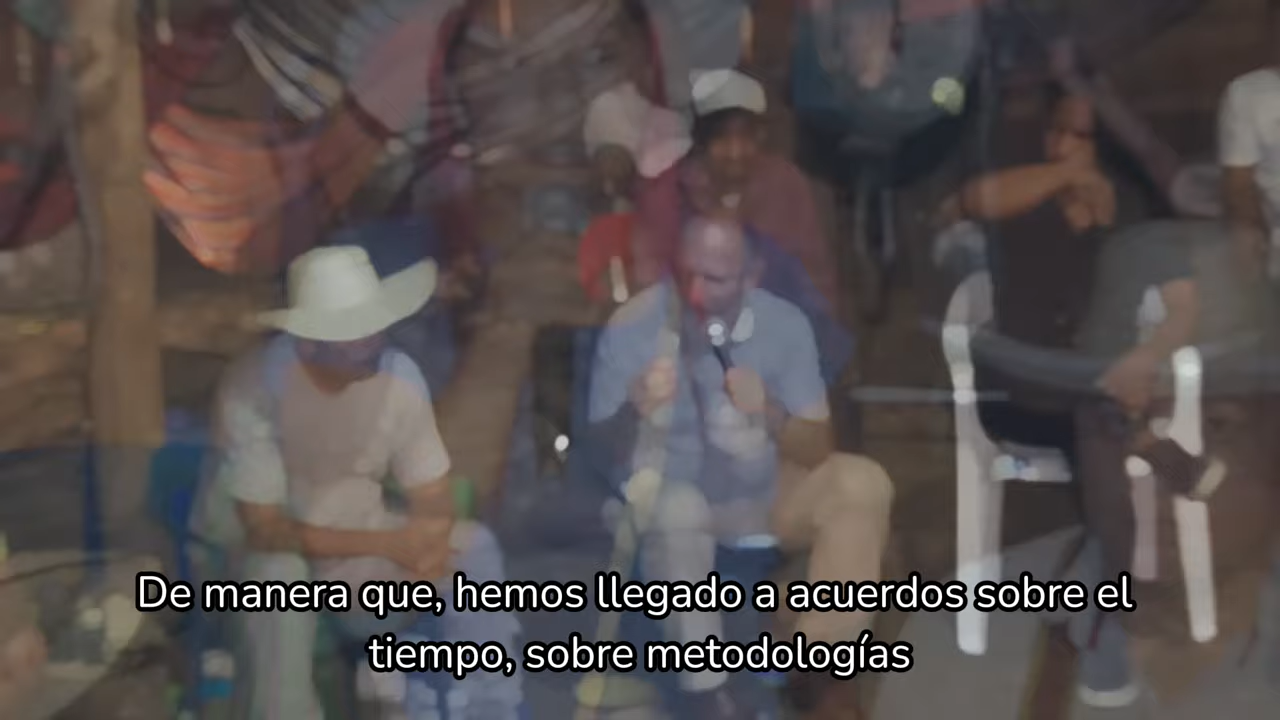 De manera que, hemos llegado a acuerdos sobre el
tiempo, sobre metodologías